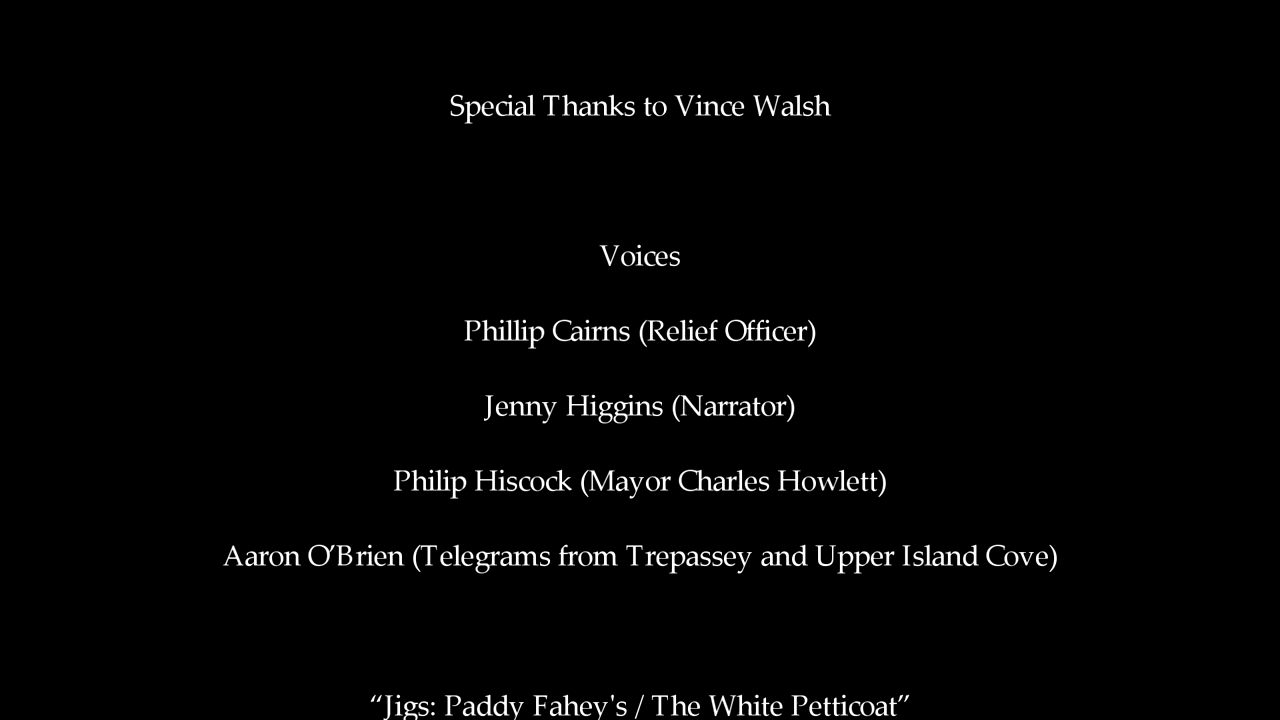 Special Thanks to Vince Walsh
Voices
Phillip Cairns (Relief Officer)
Jenny Higgins (Narrator)
Philip Hiscock (Mayor Charles Howlett)
Aaron O’Brien (Telegrams from Trepassey and Upper Island Cove)
“Jigs: Paddy Fahey's / The White Petticoat”